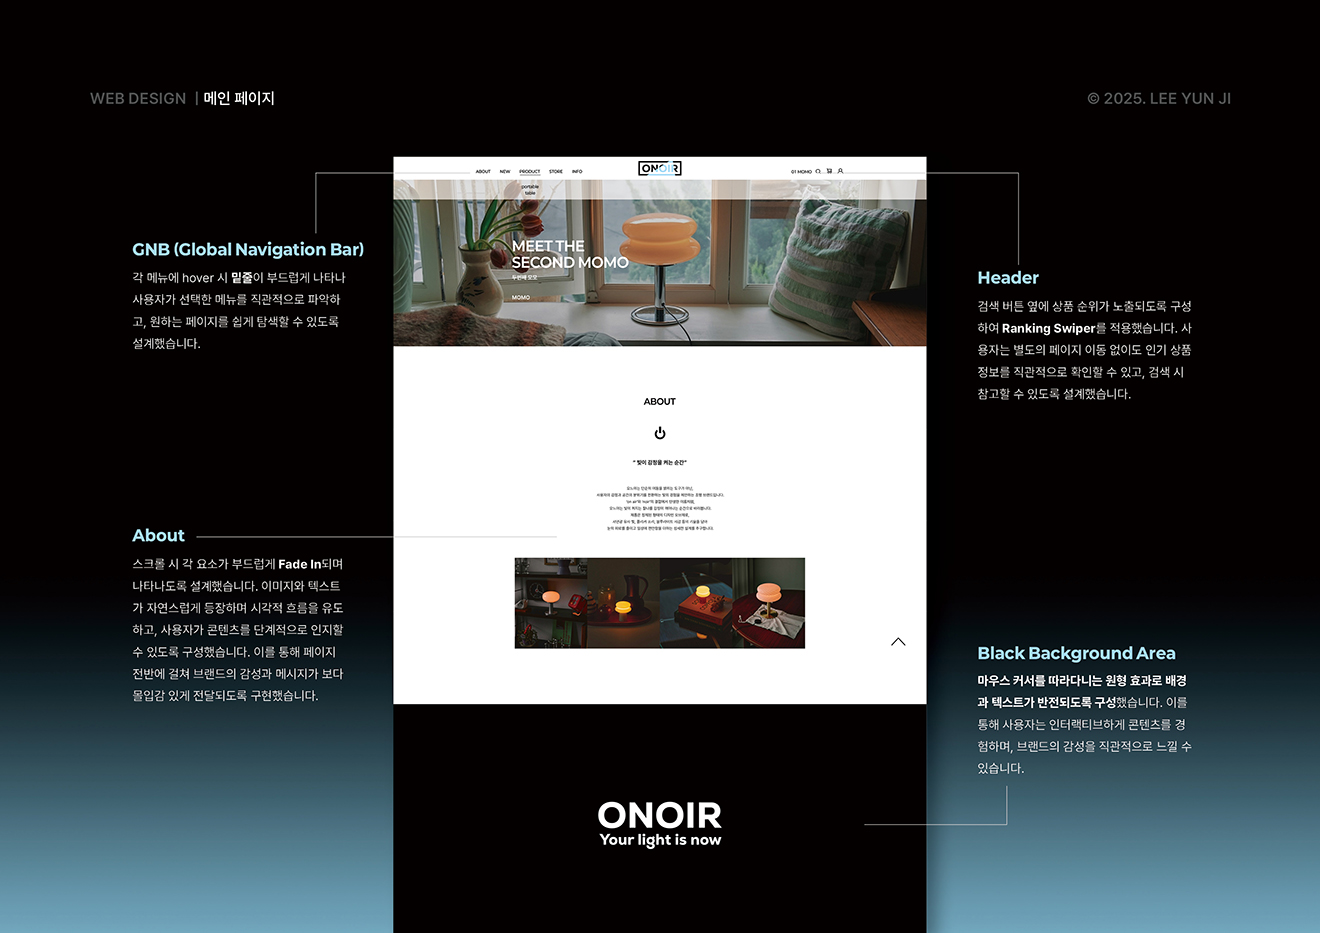 WEB DESIGN | 메인 페이지
© 2025. LEE YUN JI
ABOUT NEW PRODUCT STORE INFO
ONOIR
01 MOMO
portable
table
MEET THE
SECOND MOMO
두번째 모모
MOMO
GNB (Global Navigation Bar)
각 메뉴에 hover 시 밑줄이 부드럽게 나타나
사용자가 선택한 메뉴를 직관적으로 파악하
고, 원하는 페이지를 쉽게 탐색할 수 있도록
설계했습니다.
Header
검색 버튼 옆에 상품 순위가 노출되도록 구성
하여 Ranking Swiper를 적용했습니다. 사
용자는 별도의 페이지 이동 없이도 인기 상품
정보를 직관적으로 확인할 수 있고, 검색 시
참고할 수 있도록 설계했습니다.
ABOUT
“ 빛이 감정을 켜는 순간”
About
스크롤 시 각 요소가 부드럽게 Fade In되며
나타나도록 설계했습니다. 이미지와 텍스트
가 자연스럽게 등장하며 시각적 흐름을 유도
하고, 사용자가 콘텐츠를 단계적으로 인지할
수 있도록 구성했습니다. 이를 통해 페이지
전반에 걸쳐 브랜드의 감성과 메시지가 보다
몰입감 있게 전달되도록 구현했습니다.
Black Background Area
마우스 커서를 따라다니는 원형 효과로 배경
과 텍스트가 반전되도록 구성했습니다. 이를
통해 사용자는 인터랙티브하게 콘텐츠를 경
험하며, 브랜드의 감성을 직관적으로 느낄 수
있습니다.
ONOIR
Your light is now